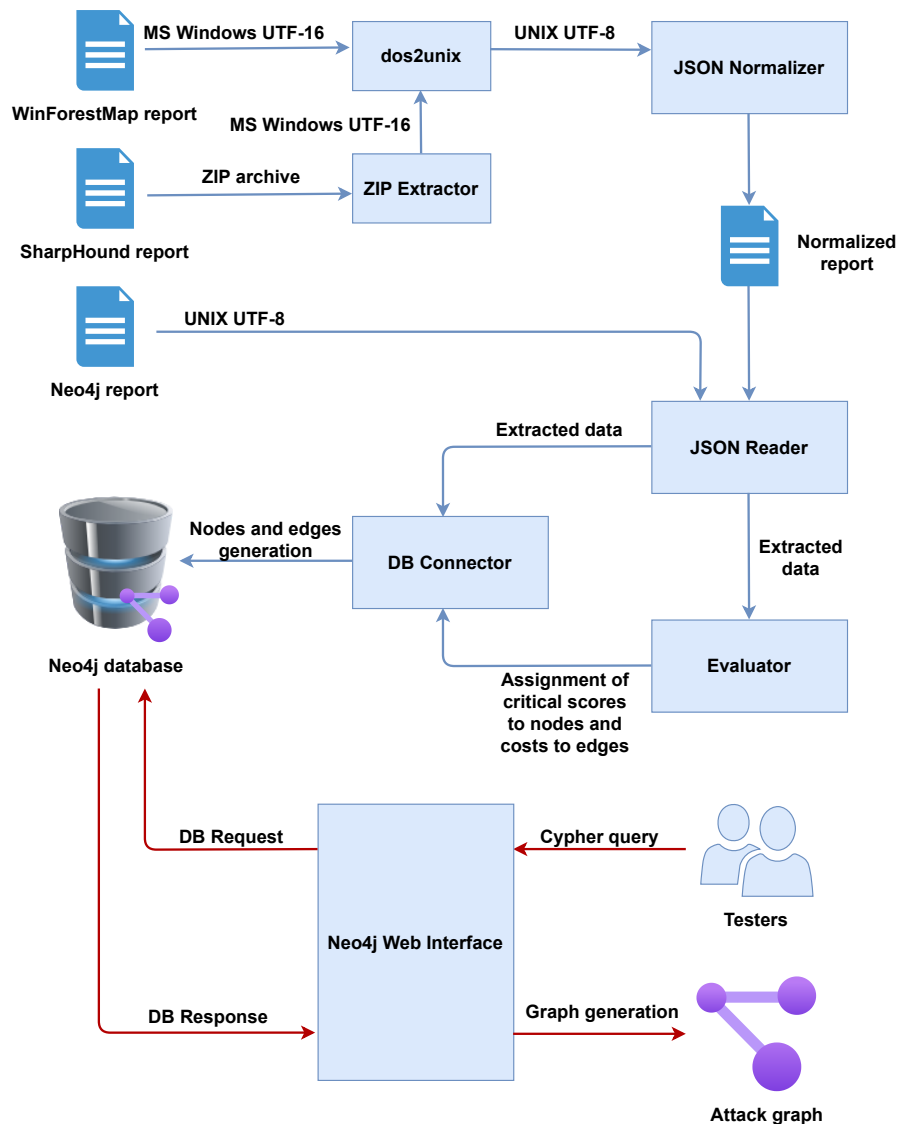 MS Windows UTF-16
dos2unix
UNIX UTF-8
JSON Normalizer
WinForestMap report
MS Windows UTF-16
ZIP archive
ZIP Extractor
SharpHound report
Normalized
report
UNIX UTF-8
Neo4j report
Extracted data
JSON Reader
Nodes and edges
generation
DB Connector
Extracted
data
Neo4j database
Evaluator
Assignment of
critical scores
to nodes and
costs to edges
DB Request
Cypher query
Testers
Neo4j Web Interface
DB Response
Graph generation
Attack graph